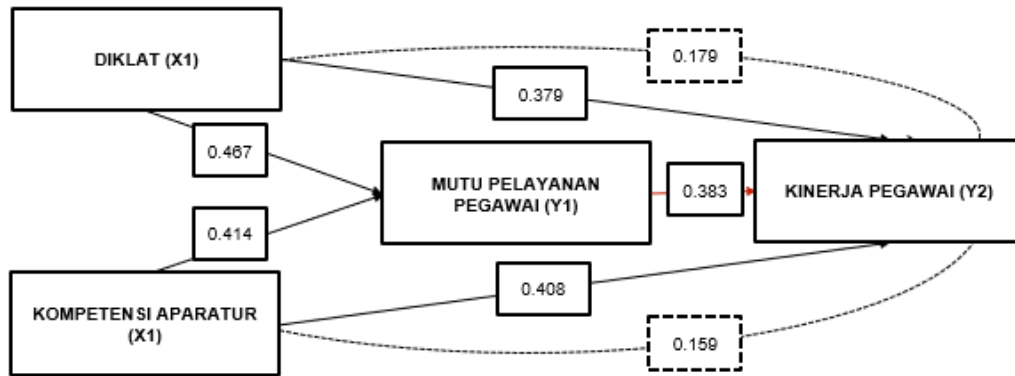 DIKLAT (X1)
0.179
0.379
0.467
MUTU PELAYANAN
PEGAWAI (Y1)
0.383
KINERJA PEGAWAI (Y2)
0.414
KOMPETENSI APARATUR
(X1)
0.408
0.159